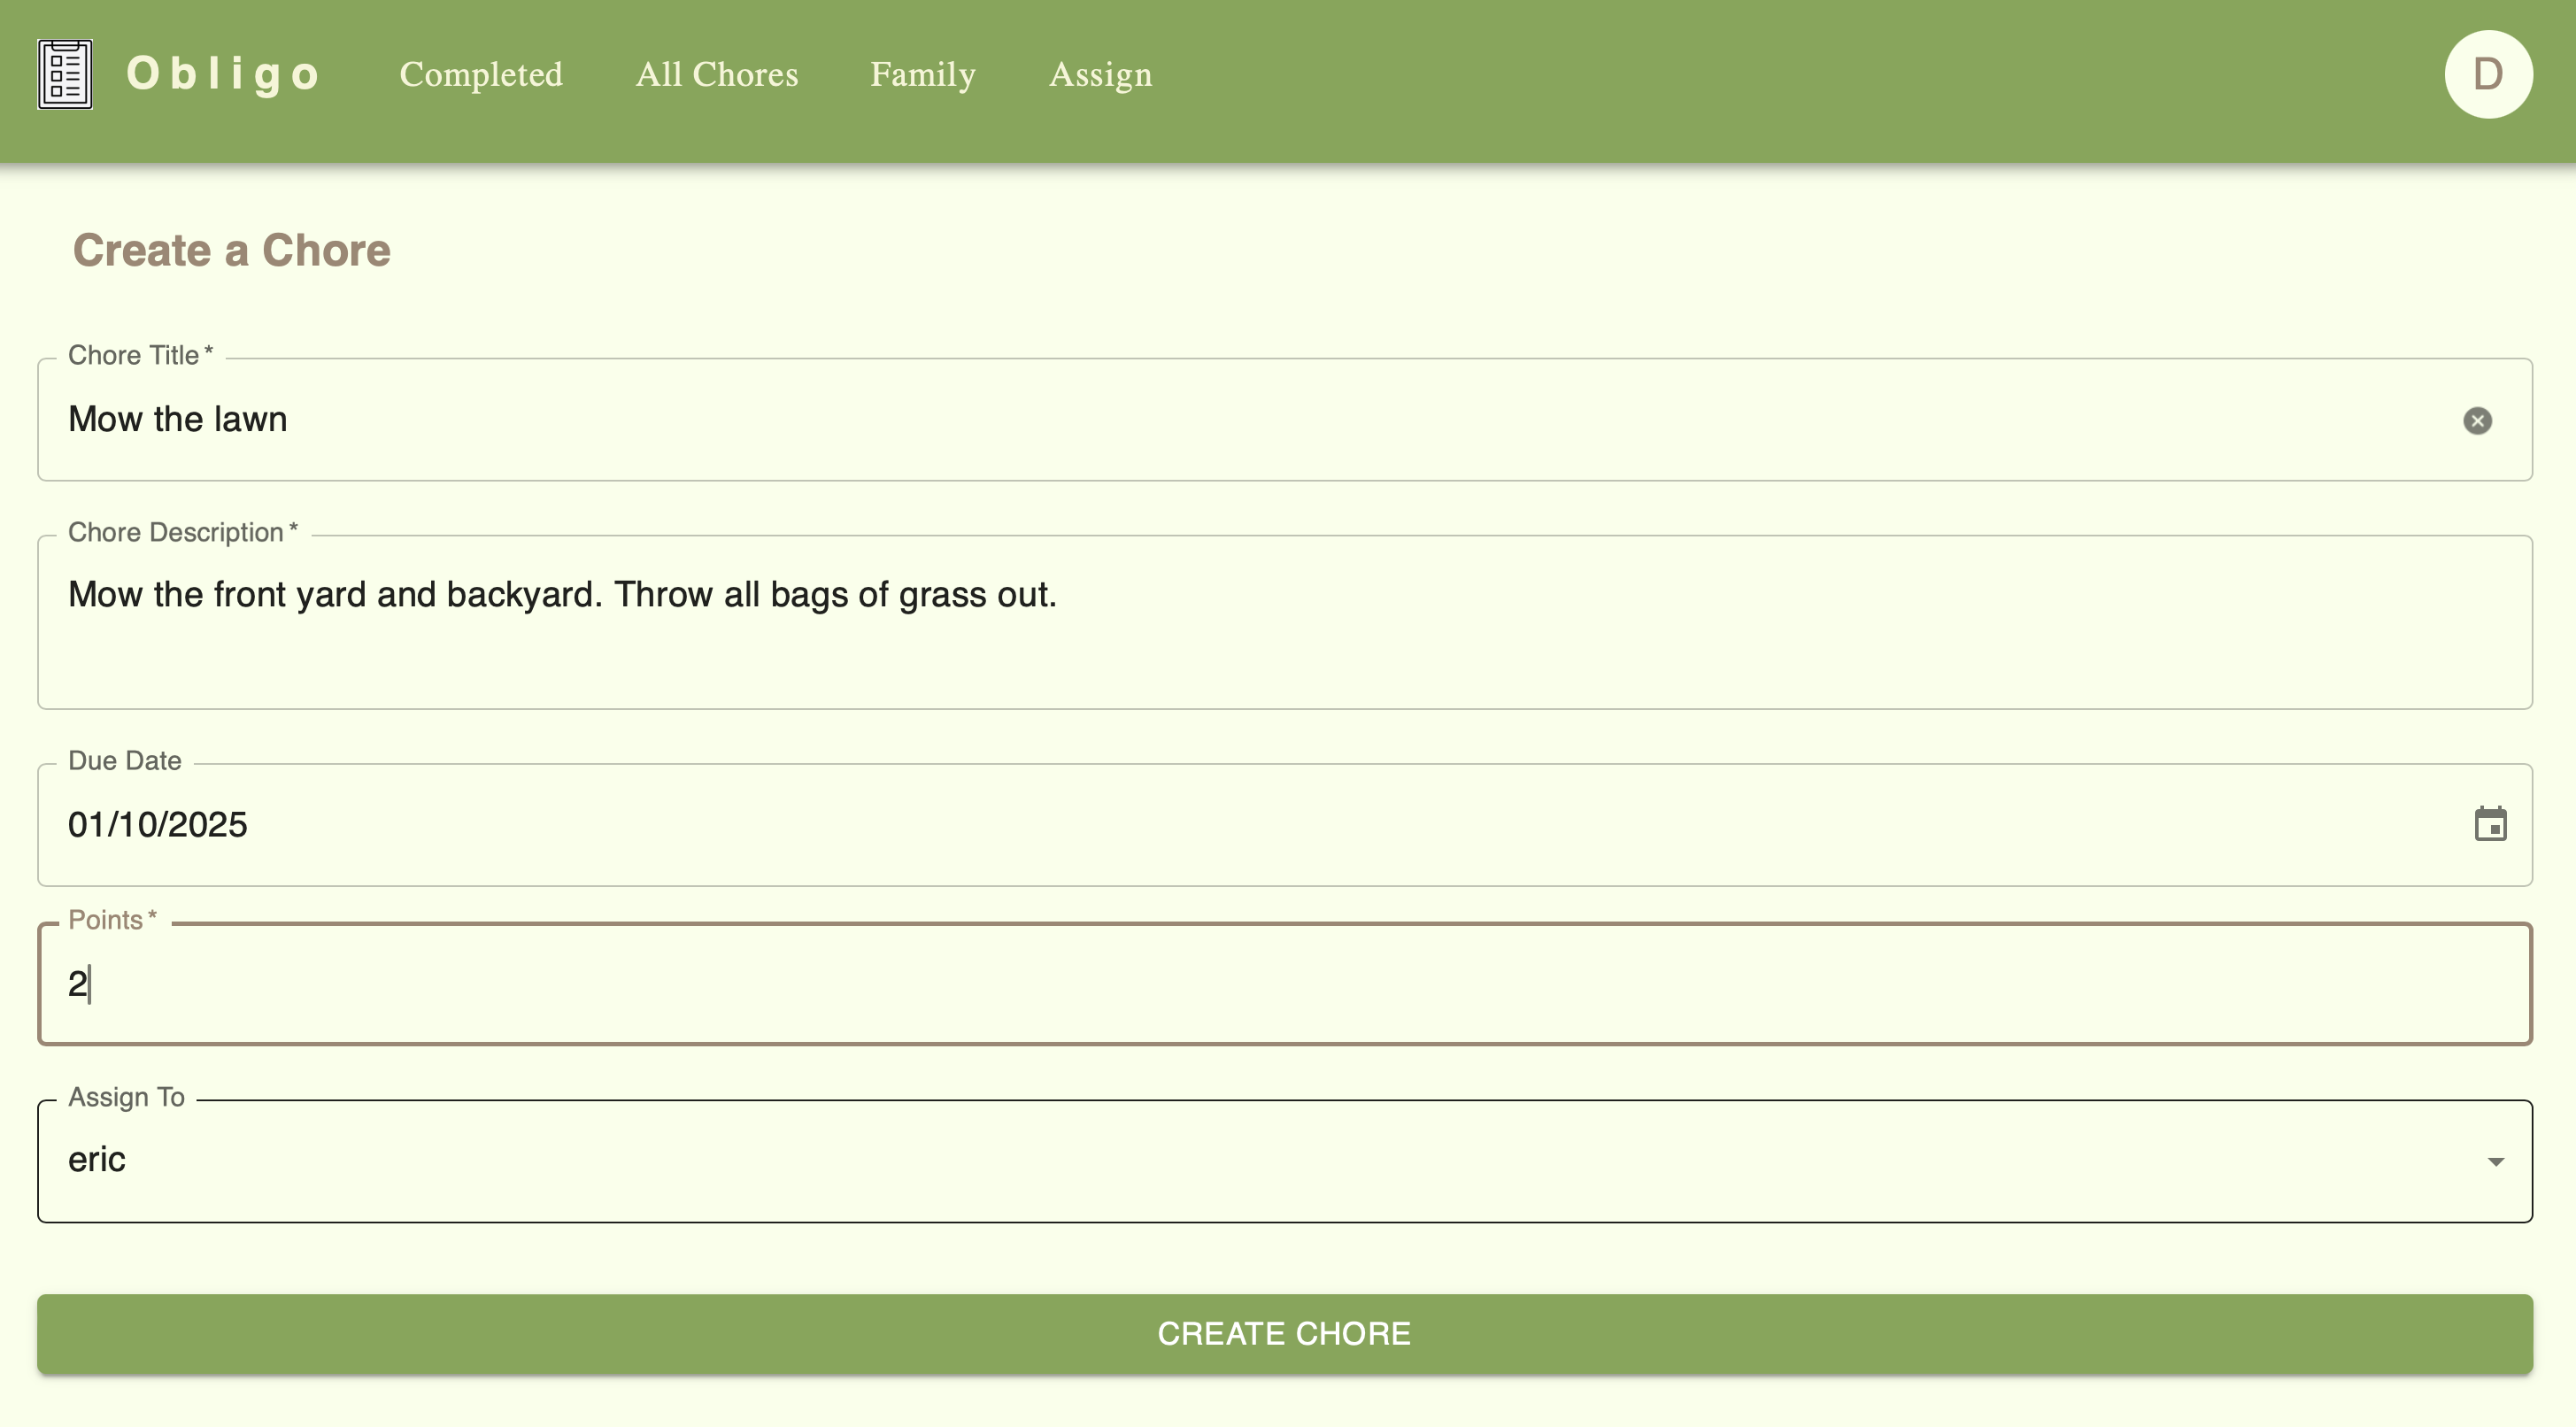 Obligo Completed All Chores Family Assign D
Create a Chore
Chore Title *
Mow the lawn
Chore Description *
Mow the front yard and backyard. Throw all bags of grass out.
Due Date
01/10/2025
Points *
2
Assign To
eric
CREATE CHORE